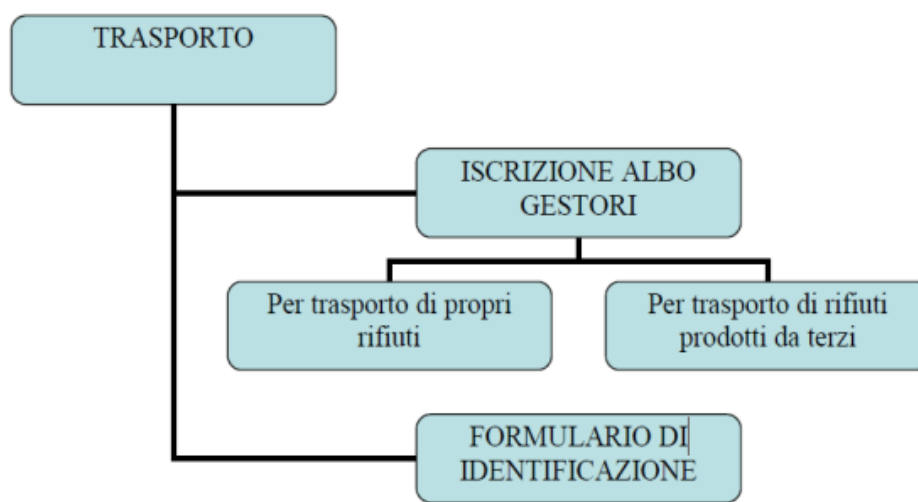 TRASPORTO
ISCRIZIONE ALBO
GESTORI
Per trasporto di propri
rifiuti
Per trasporto di rifiuti
prodotti da terzi
FORMULARIO DI
IDENTIFICAZIONE